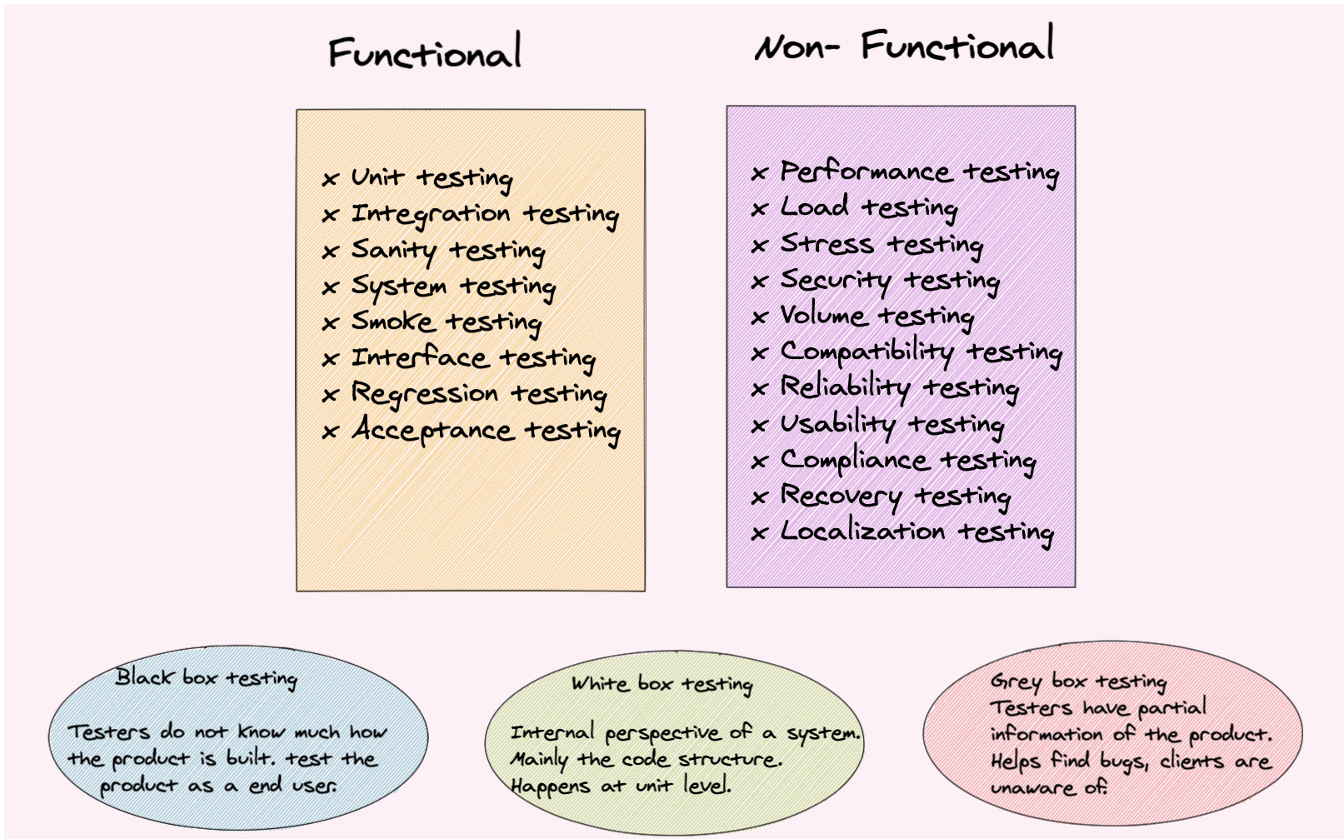 Functional
× Unit testing
× Integration testing
× Sanity testing
× System testing
× Smoke testing
× Interface testing
× Regression testing
× Acceptance testing
Non- Functional
× Performance testing
× Load testing
× Stress testing
× Security testing
× Volume testing
× Compatibility testing
× Reliability testing
× Usability testing
× Compliance testing
× Recovery testing
× Localization testing
Black box testing
Testers do not know much how
the product is built. test the
product as a end user.
White box testing
Internal perspective of a system.
Mainly the code structure.
Happens at unit level.
Grey box testing
Testers have partial
information of the product.
Helps find bugs, clients are
unaware of.